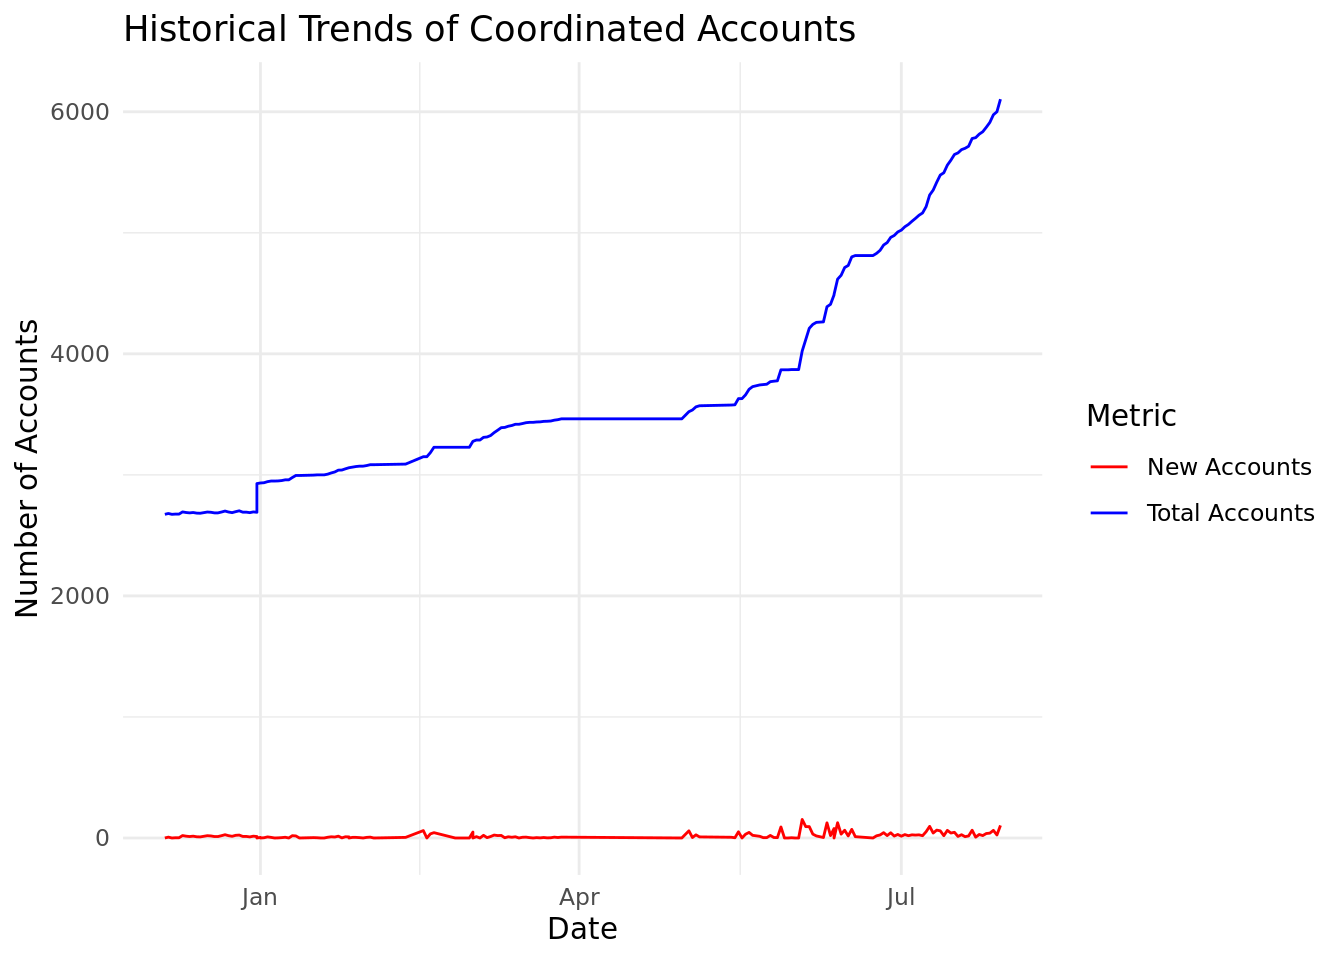 Historical Trends of Coordinated Accounts
Number of Accounts
6000
4000
2000
0
Jan
Apr
Jul
Date
Metric
New Accounts
Total Accounts